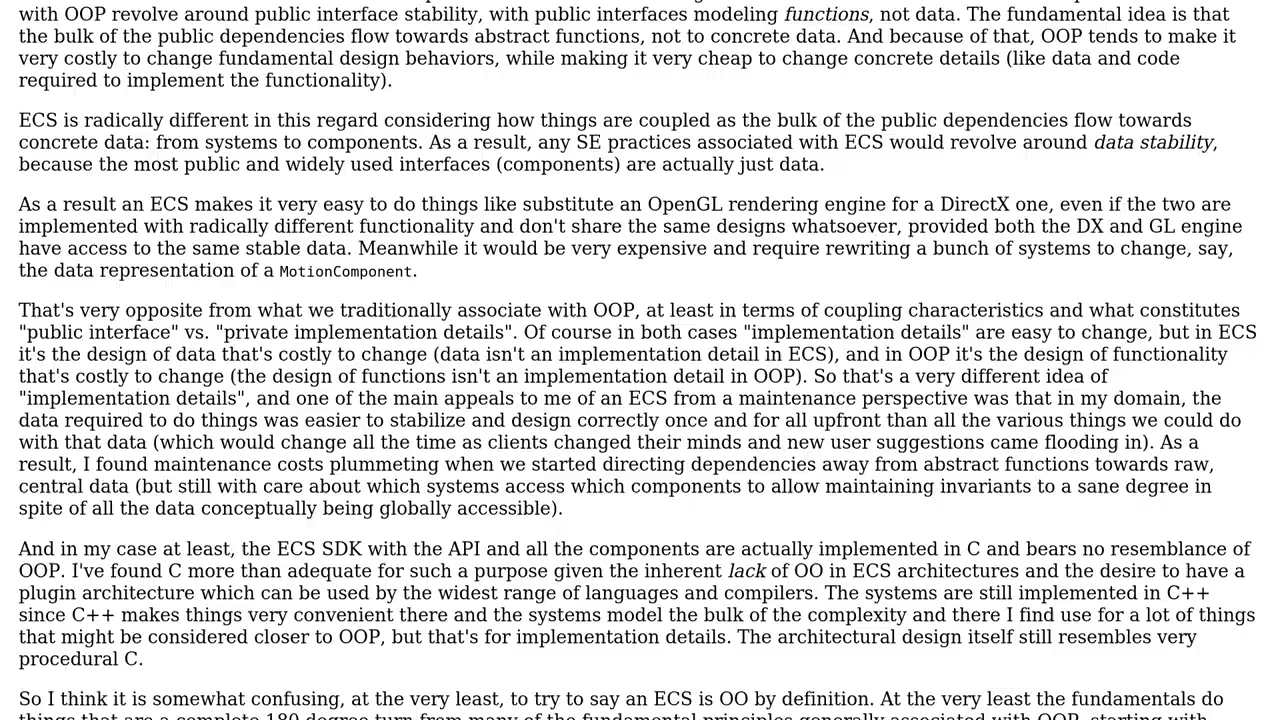 with OOP revolve around public interface stability, with public interfaces modeling functions, not data. The fundamental idea is that
the bulk of the public dependencies flow towards abstract functions, not to concrete data. And because of that, OOP tends to make it
very costly to change fundamental design behaviors, while making it very cheap to change concrete details (like data and code
required to implement the functionality).
ECS is radically different in this regard considering how things are coupled as the bulk of the public dependencies flow towards
concrete data: from systems to components. As a result, any SE practices associated with ECS would revolve around data stability,
because the most public and widely used interfaces (components) are actually just data.
As a result an ECS makes it very easy to do things like substitute an OpenGL rendering engine for a DirectX one, even if the two are
implemented with radically different functionality and don't share the same designs whatsoever, provided both the DX and GL engine
have access to the same stable data. Meanwhile it would be very expensive and require rewriting a bunch of systems to change, say,
the data representation of a MotionComponent.
That's very opposite from what we traditionally associate with OOP, at least in terms of coupling characteristics and what constitutes
"public interface" vs. "private implementation details". Of course in both cases "implementation details" are easy to change, but in ECS
it's the design of data that's costly to change (data isn't an implementation detail in ECS), and in OOP it's the design of functionality
that's costly to change (the design of functions isn't an implementation detail in OOP). So that's a very different idea of
"implementation details", and one of the main appeals to me of an ECS from a maintenance perspective was that in my domain, the
data required to do things was easier to stabilize and design correctly once and for all upfront than all the various things we could do
with that data (which would change all the time as clients changed their minds and new user suggestions came flooding in). As a
result, I found maintenance costs plummeting when we started directing dependencies away from abstract functions towards raw,
central data (but still with care about which systems access which components to allow maintaining invariants to a sane degree in
spite of all the data conceptually being globally accessible).
And in my case at least, the ECS SDK with the API and all the components are actually implemented in C and bears no resemblance of
OOP. I've found C more than adequate for such a purpose given the inherent lack of OO in ECS architectures and the desire to have a
plugin architecture which can be used by the widest range of languages and compilers. The systems are still implemented in C++
since C++ makes things very convenient there and the systems model the bulk of the complexity and there I find use for a lot of things
that might be considered closer to OOP, but that's for implementation details. The architectural design itself still resembles very
procedural C.
So I think it is somewhat confusing, at the very least, to try to say an ECS is OO by definition. At the very least the fundamentals do
things that are a complete 180 degree turn from many of the fundamental principles generally associated with OOP, starting with